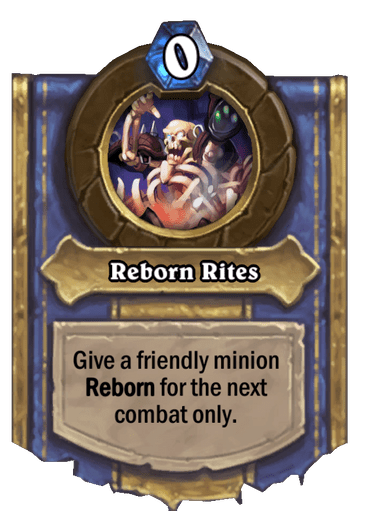 0
Reborn Rites
Give a friendly minion
Reborn for the next
combat only.